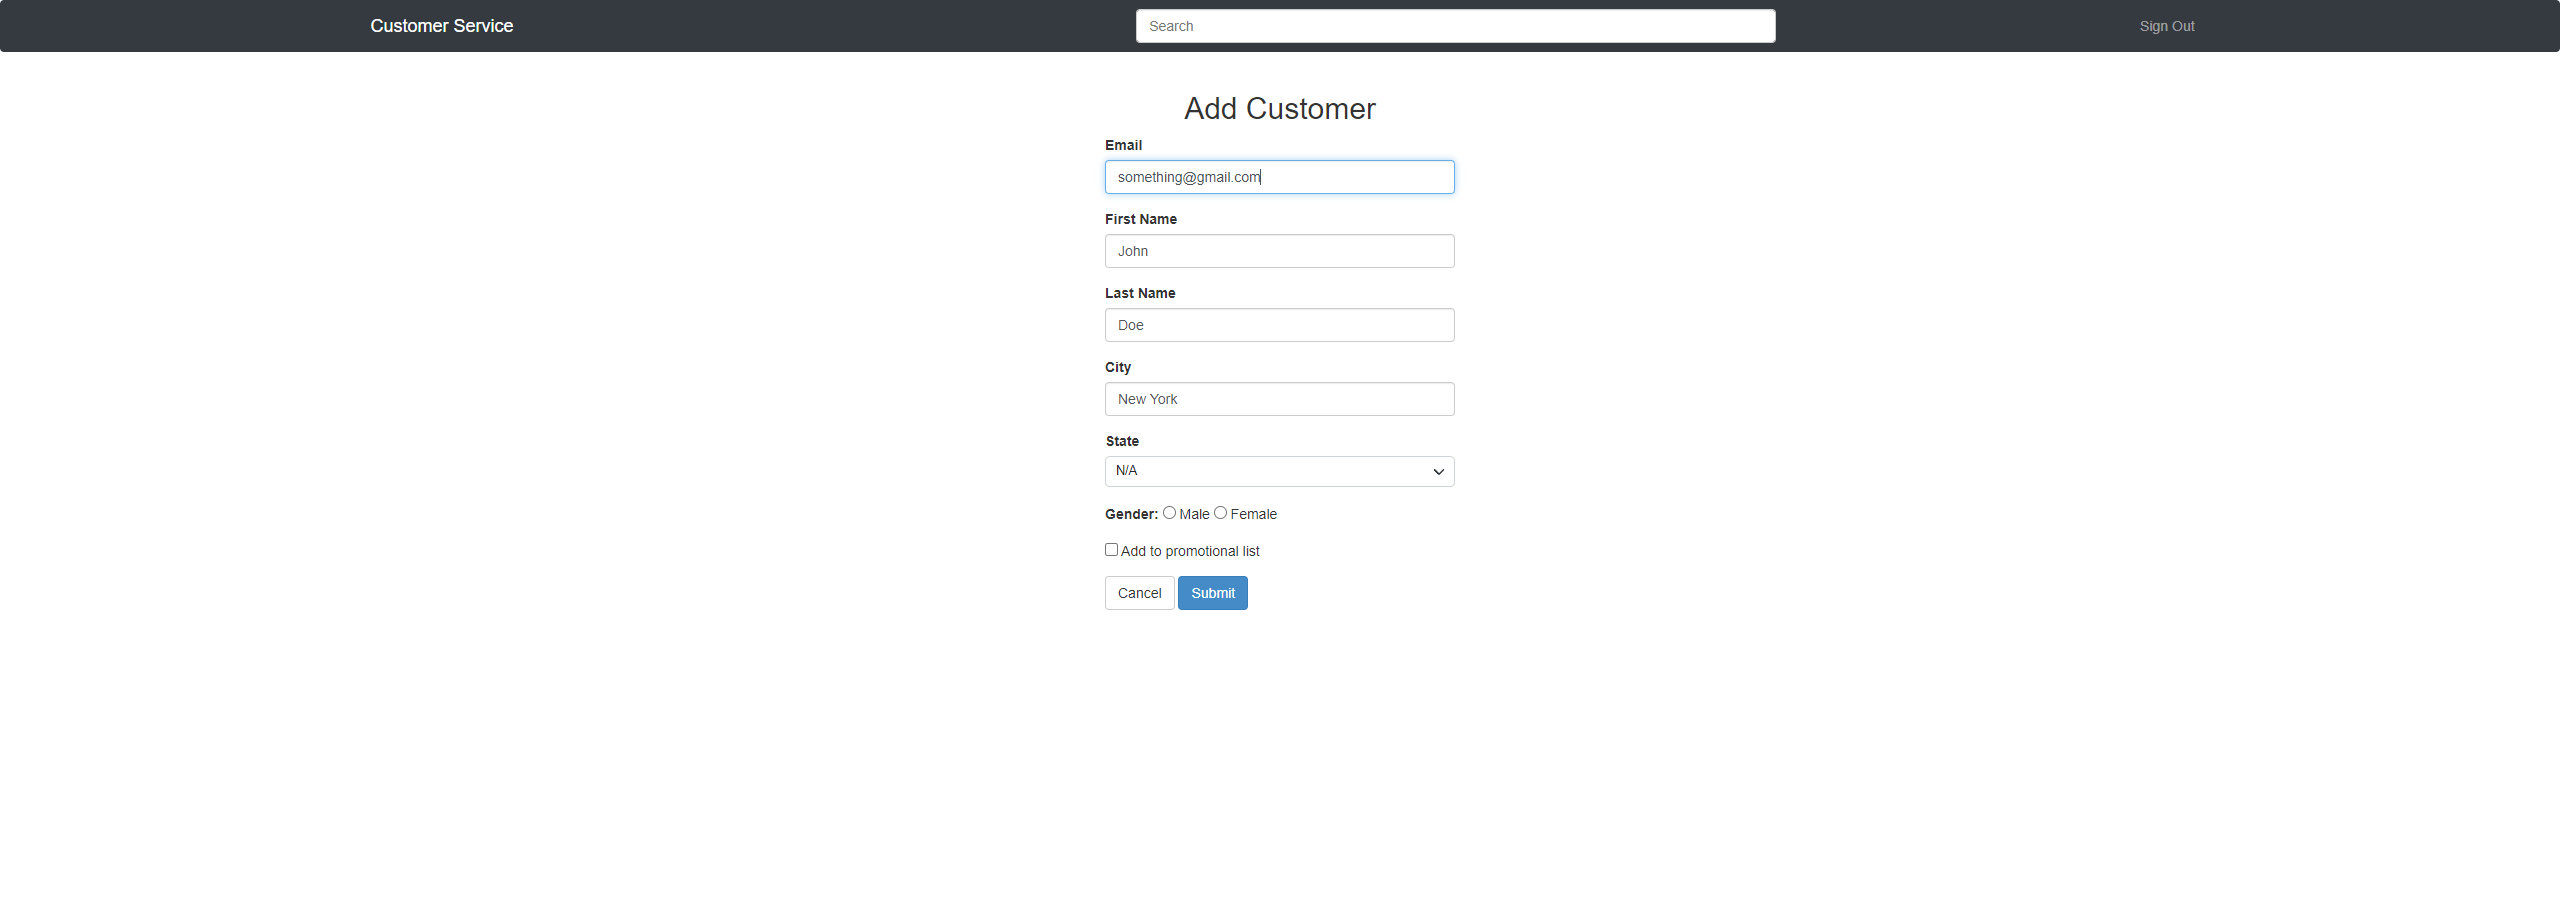 Customer Service Search Sign Out
Add Customer
Email
something@gmail.com
First Name
John
Last Name
Doe
City
New York
State
N/A
Gender: Male Female
Add to promotional list
Cancel Submit